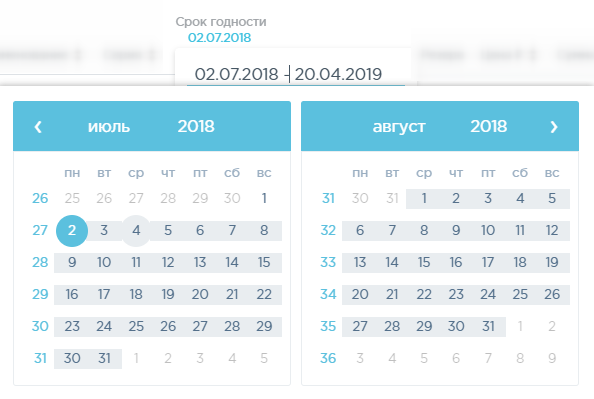 Срок годности
02.07.2018
02.07.2018 - 20.04.2019
июль 2018
пн вт ср чт пт сб вс
26 25 26 27 28 29 30 1
27 2 3 4 5 6 7 8
28 9 10 11 12 13 14 15
29 16 17 18 19 20 21 22
30 23 24 25 26 27 28 29
31 30 31 1 2 3 4 5
август 2018
пн вт ср чт пт сб вс
31 30 31 1 2 3 4 5
32 6 7 8 9 10 11 12
33 13 14 15 16 17 18 19
34 20 21 22 23 24 25 26
35 27 28 29 30 31 1 2
36 3 4 5 6 7 8 9